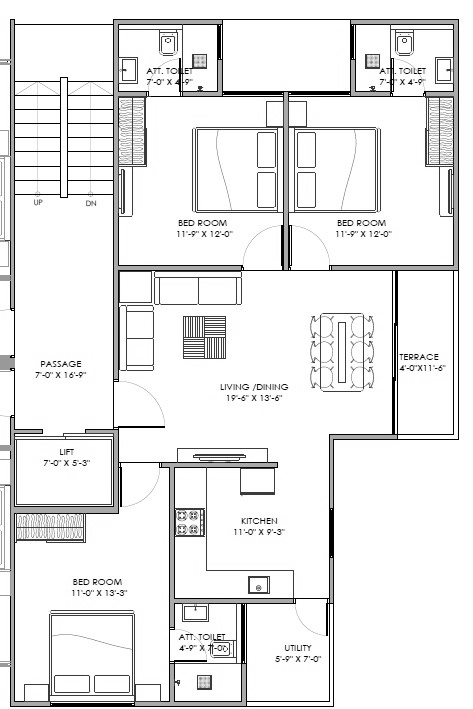 ATT. TOILET
7'-0" X 4'-9"
ATT. TOILET
7'-0" X 4'-9"
UP
DN
BED ROOM
11'-9" X 12'-0"
BED ROOM
11'-9" X 12'-0"
PASSAGE
7'-0" X 16'-9"
LIVING /DINING
19'-6" X 13'-6"
TERRACE
4'-0"X11'-6"
LIFT
7'-0" X 5'-3"
KITCHEN
11'-0" X 9'-3"
BED ROOM
11'-0" X 13'-3"
ATT. TOILET
4'-9" X 7'-0"
UTILITY
5'-9" X 7'-0"